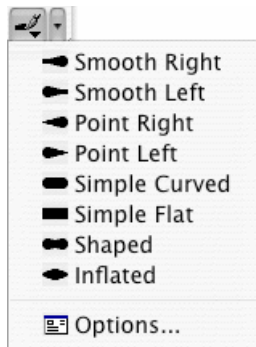 Smooth Right
Smooth Left
Point Right
Point Left
Simple Curved
Simple Flat
Shaped
Inflated
Options...